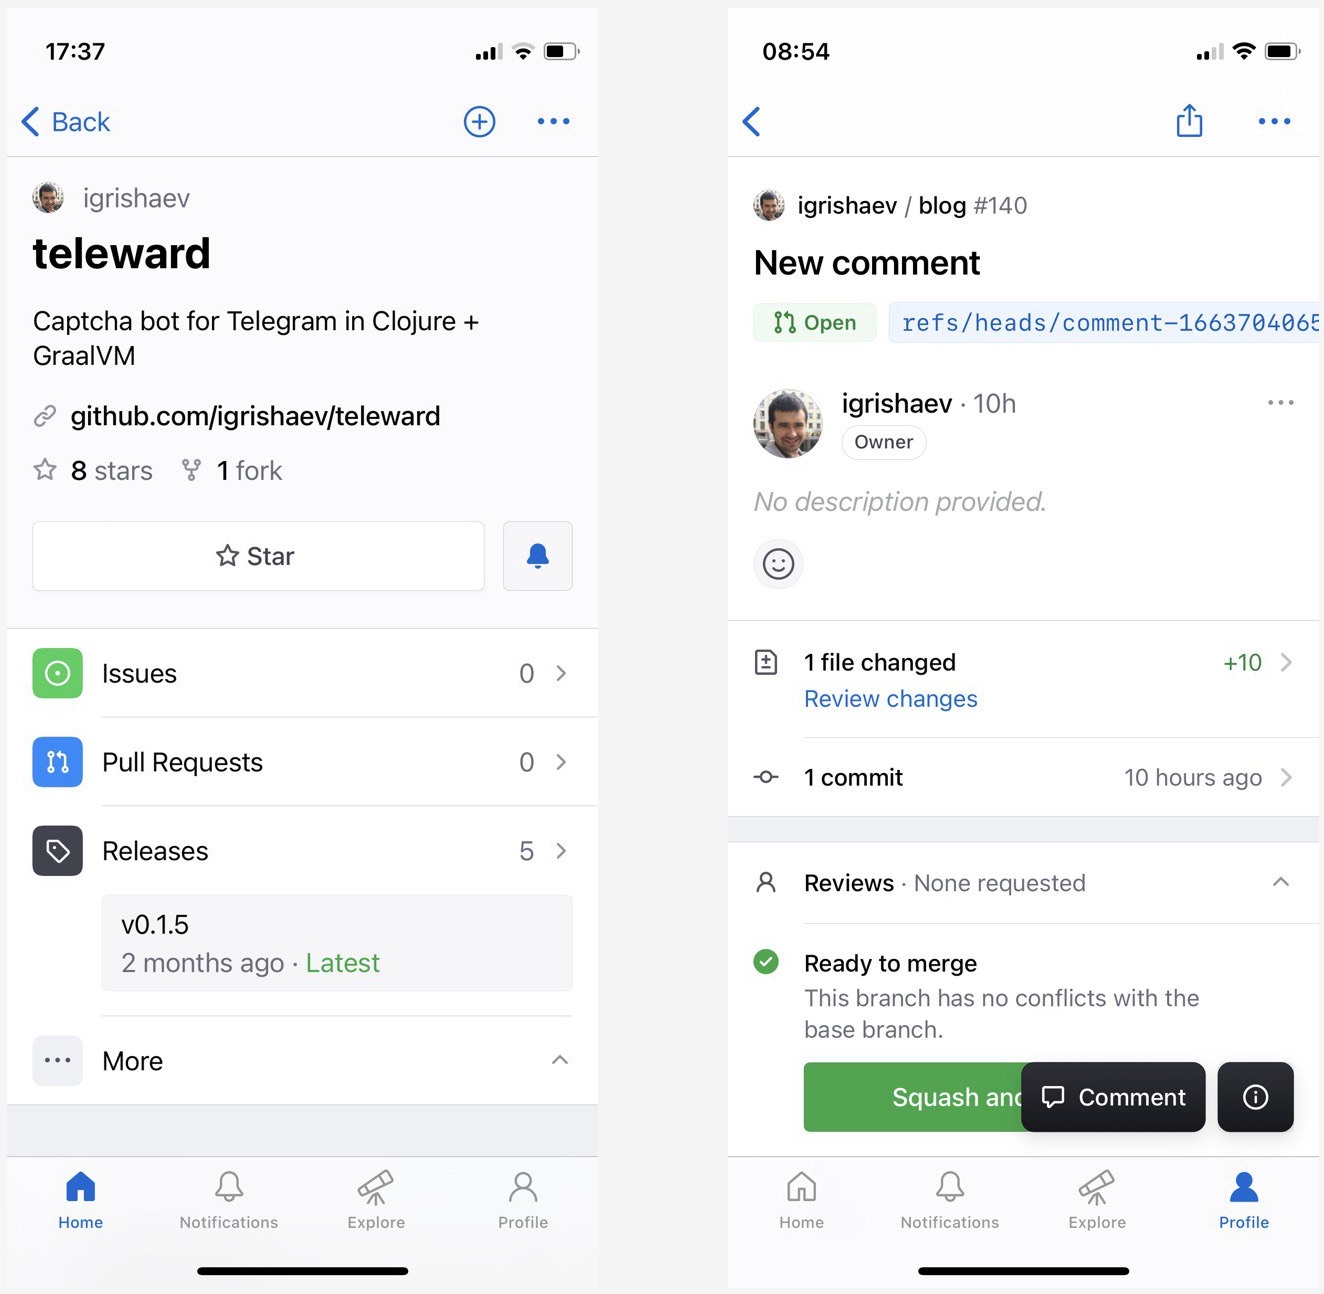 17:37
Back
igrishaev
teleward
Captcha bot for Telegram in Clojure +
GraalVM
github.com/igrishaev/teleward
8 stars 1 fork
Star
Issues 0
Pull Requests 0
Releases 5
v0.1.5
2 months ago · Latest
More
Home Notifications Explore Profile
08:54
igrishaev / blog #140
New comment
Open refs/heads/comment-1663704065
igrishaev · 10h
Owner
No description provided.
1 file changed +10
Review changes
1 commit 10 hours ago
Reviews · None requested
Ready to merge
This branch has no conflicts with the
base branch.
Squash and Comment
Home Notifications Explore Profile